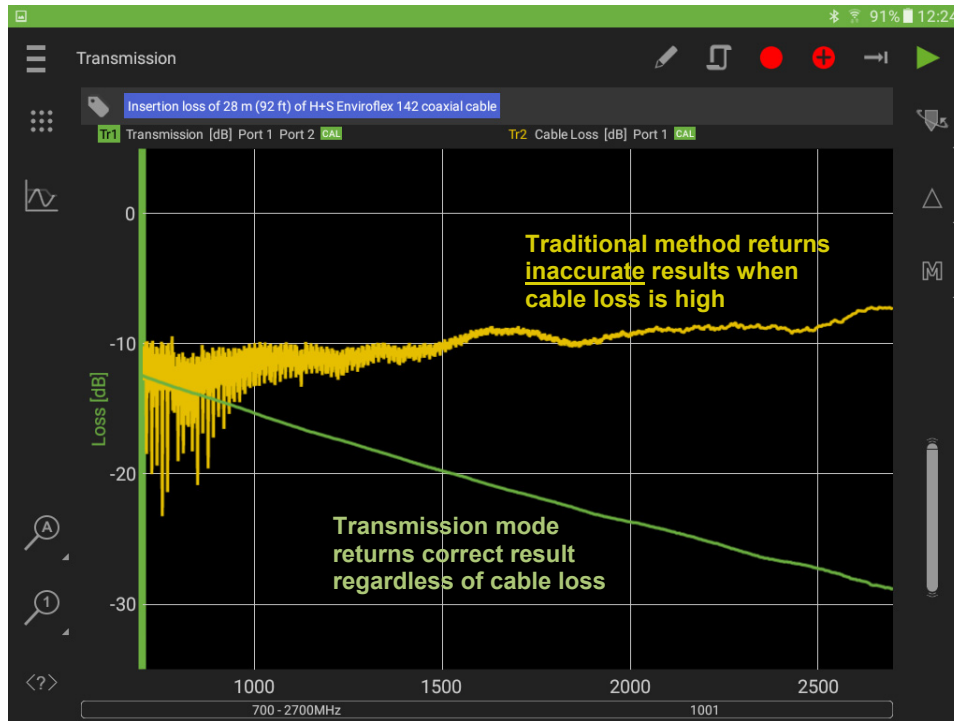 91% 12:24
Transmission
Insertion loss of 28 m (92 ft) of H+S Enviroflex 142 coaxial cable
Tr1 Transmission [dB] Port 1 Port 2 CAL Tr2 Cable Loss [dB] Port 1 CAL
0
Traditional method returns
inaccurate results when
cable loss is high
M
-10
Loss [dB]
-20
A
Transmission mode
returns correct result
regardless of cable loss
-30
1
<?>
1000 1500 2000 2500
700 - 2700MHz 1001